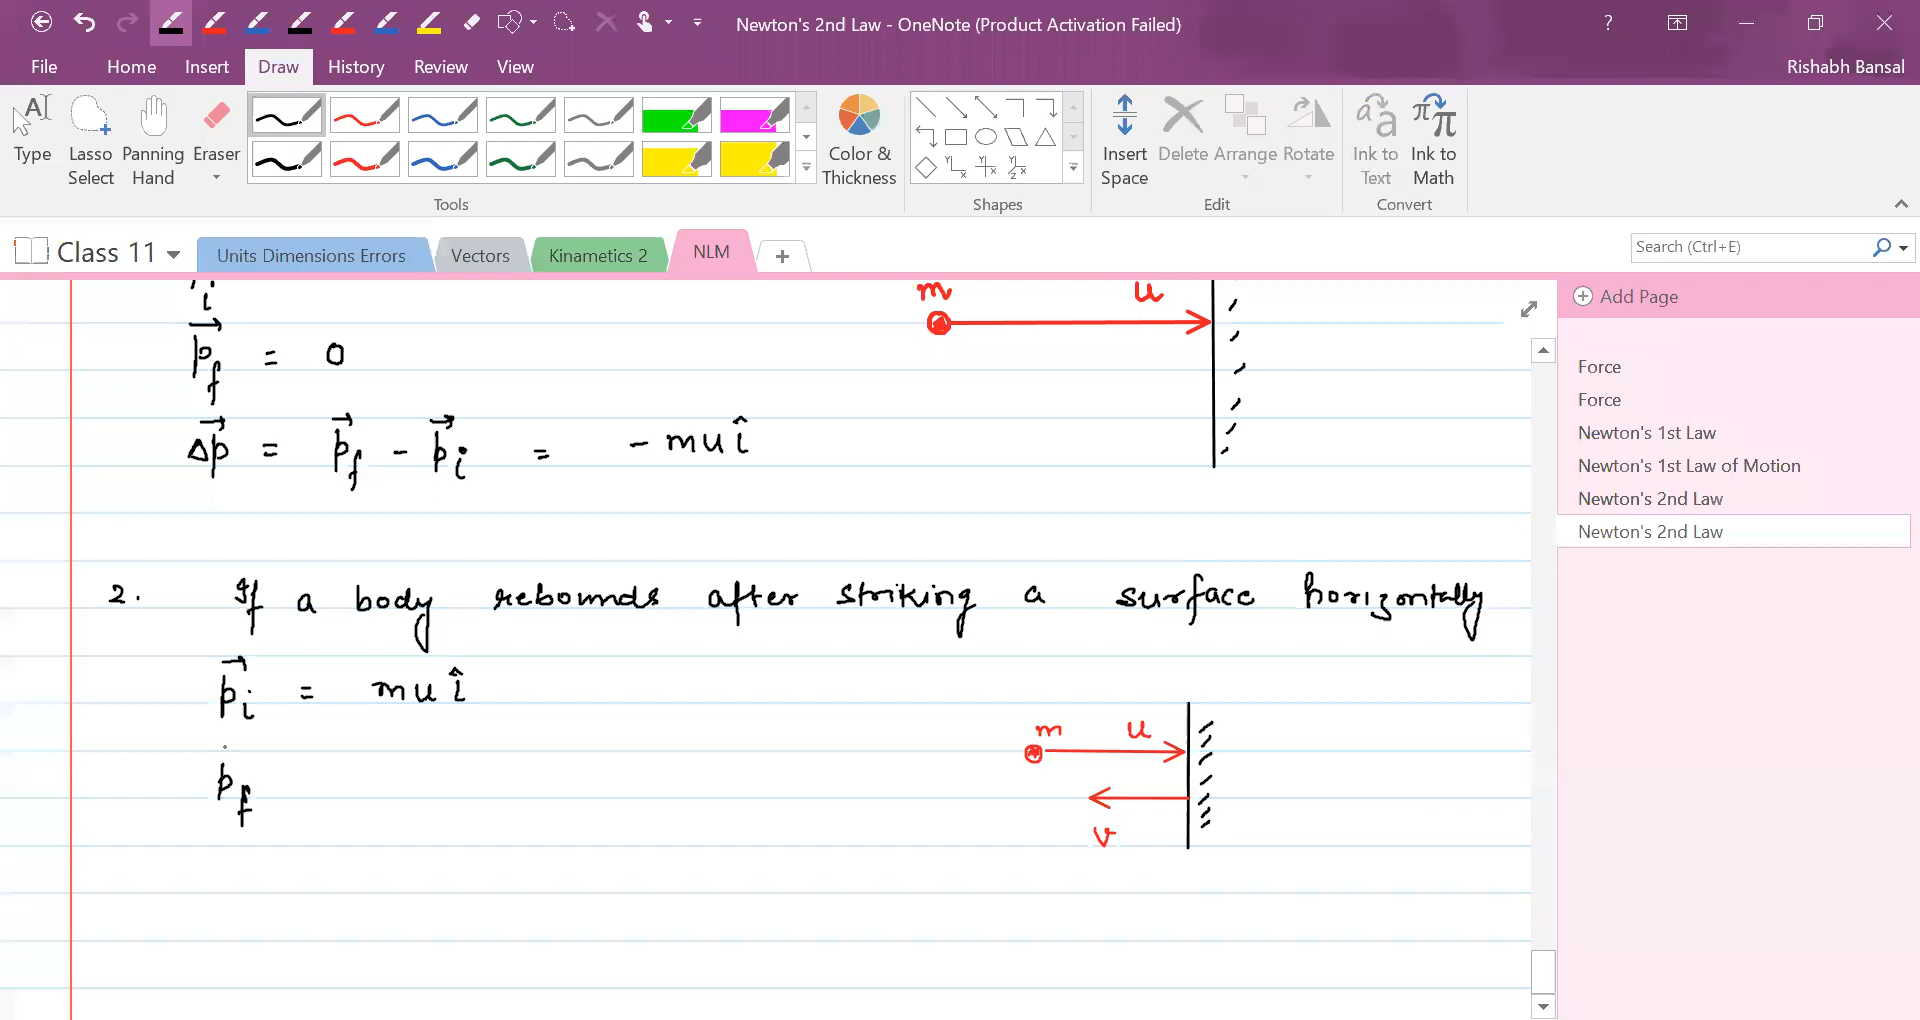 Newton's 2nd Law - OneNote (Product Activation Failed)
?
File Home Insert Draw History Review View
Rishabh Bansal
Type
Lasso Select
Panning Hand
Eraser
Color & Thickness
Insert Space
Delete
Arrange
Rotate
Ink to Text
Ink to Math
Tools
Shapes
Edit
Convert
Class 11
Units Dimensions Errors
Vectors
Kinametics 2
NLM
+
Search (Ctrl+E)
Add Page
Force
Force
Newton's 1st Law
Newton's 1st Law of Motion
Newton's 2nd Law
Newton's 2nd Law
i
m u
p⃗f = 0
Δp⃗ = p⃗f - p⃗i = - mu î
2. If a body rebounds after striking a surface horizontally
p⃗i = mu î
m u
pf
v